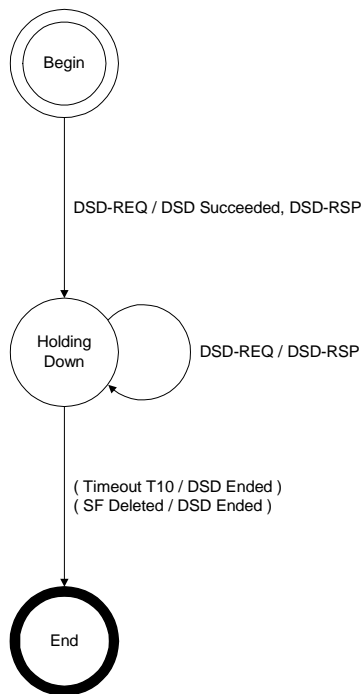 Begin
DSD-REQ / DSD Succeeded, DSD-RSP
Holding
Down
DSD-REQ / DSD-RSP
( Timeout T10 / DSD Ended )
( SF Deleted / DSD Ended )
End